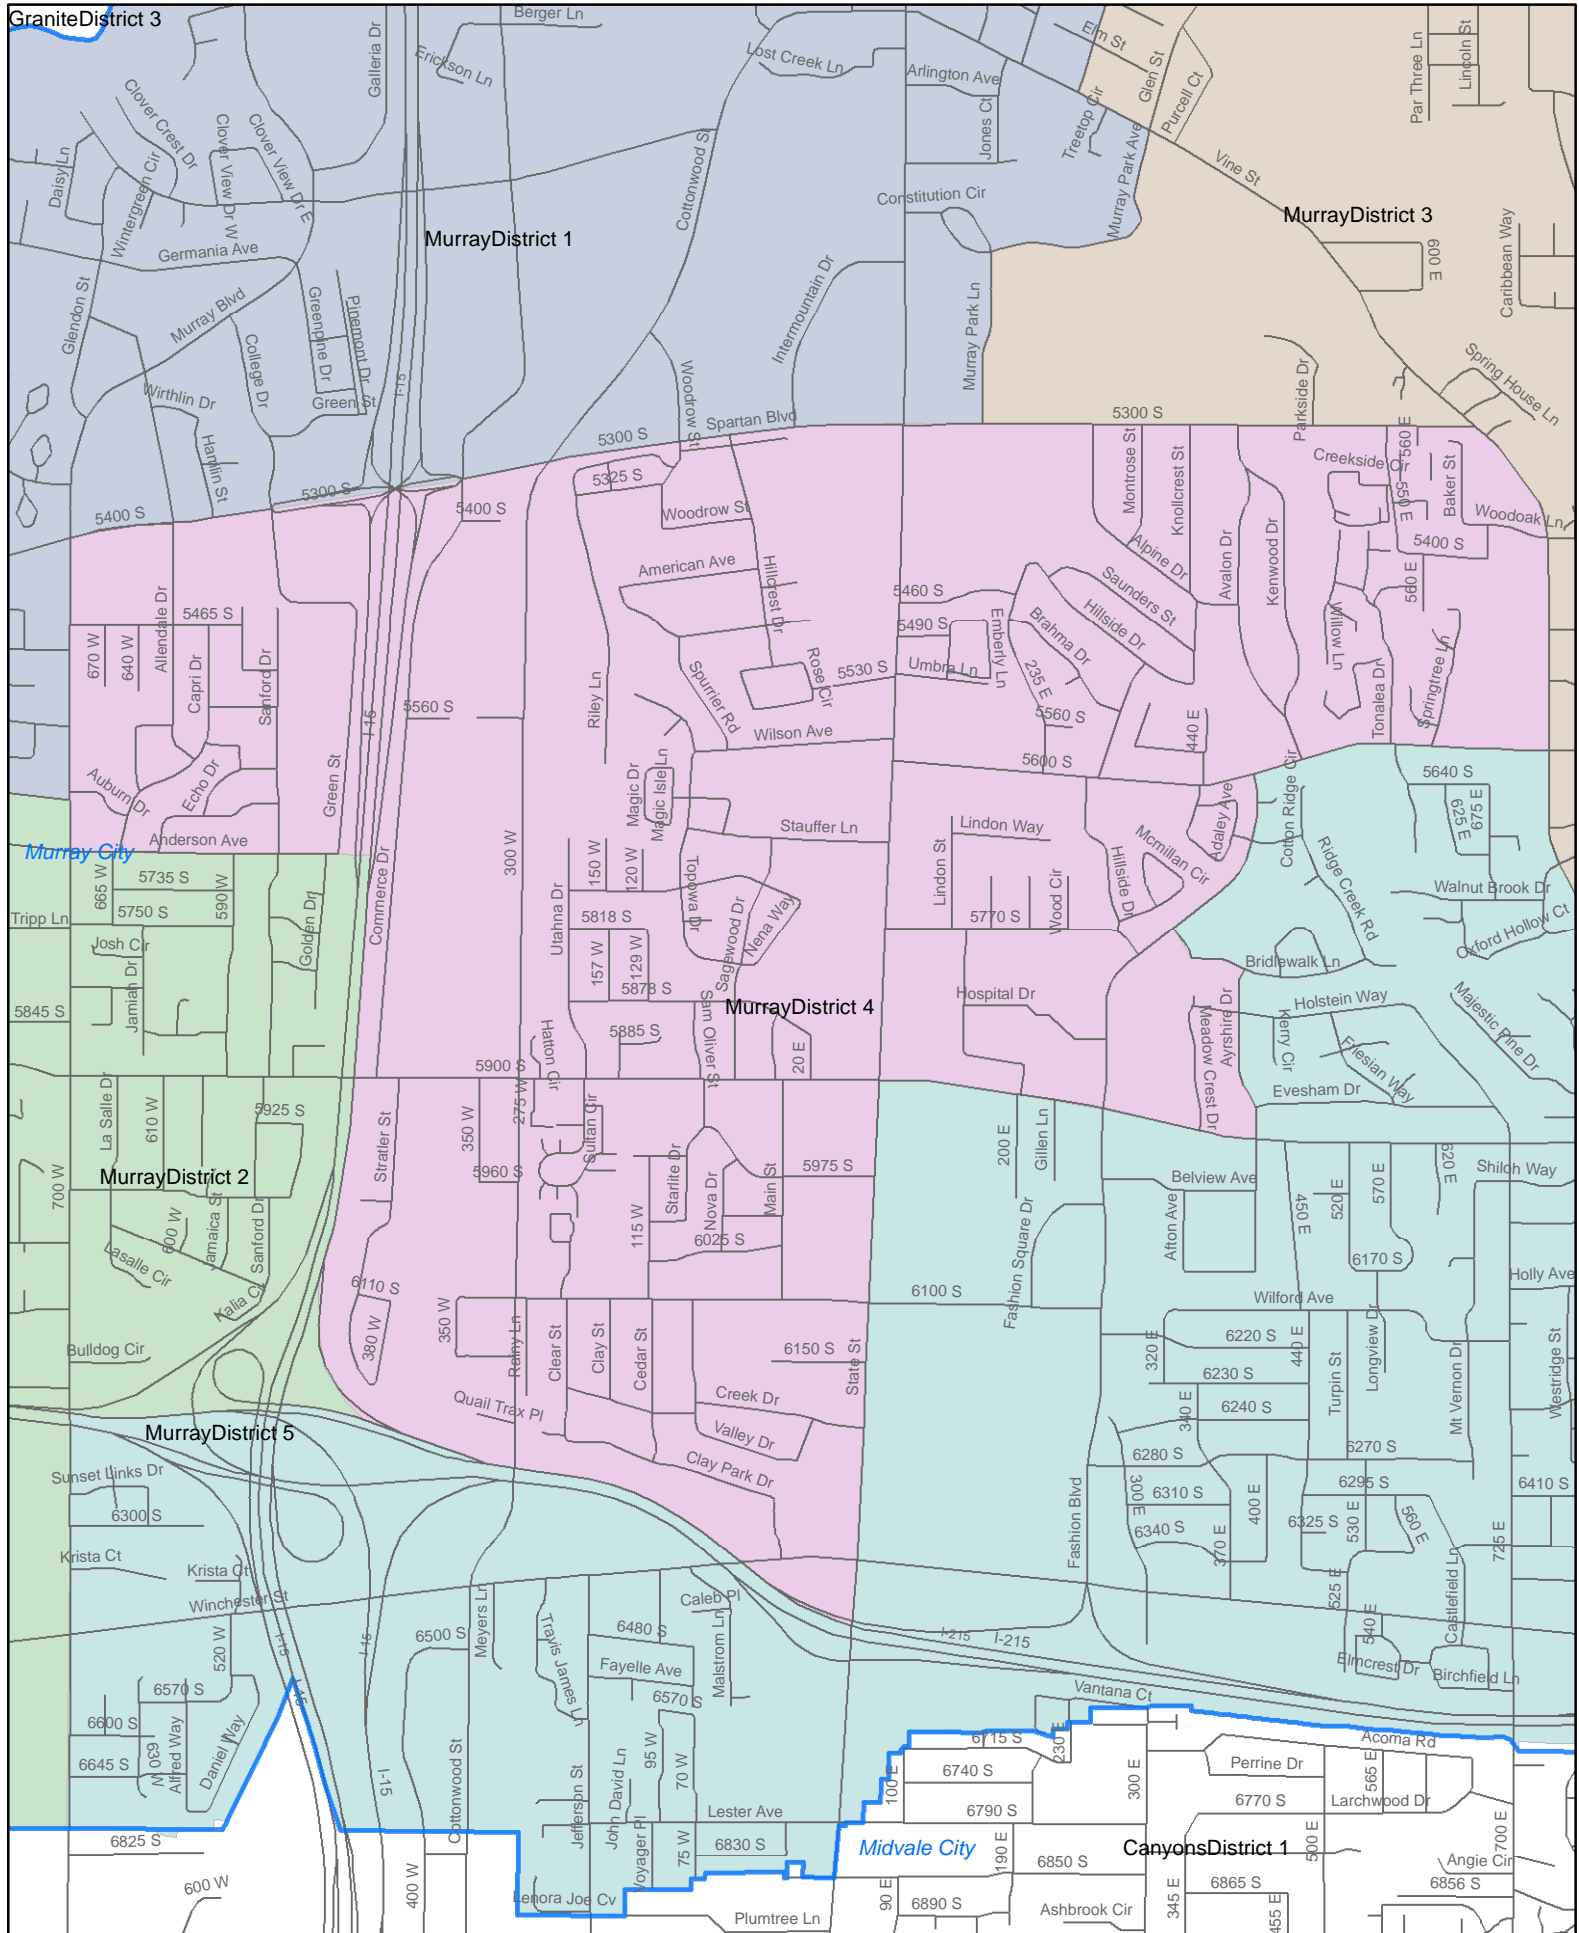 GraniteDistrict 3
Berger Ln
Galleria Dr
Erickson Ln
Lost Creek Ln
Elm St
Glen St
Purcell Ct
Par Three Ln
Lincoln St
Arlington Ave
Jones Ct
Treetop Cir
Murray Park Ave
Vine St
Clover Crest Dr
Clover View Dr W
Clover View Dr E
Daisy Ln
Wintergreen Cir
Cottonwood St
Constitution Cir
MurrayDistrict 1
MurrayDistrict 3
600 E
Caribbean Way
Germania Ave
Glendon St
Murray Blvd
Greenpine Dr
Pinemont Dr
College Dr
Intermountain Dr
Murray Park Ln
Wirthlin Dr
Green St
I-15
Woodrow St
Spartan Blvd
5300 S
5300 S
Parkside Dr
Spring House Ln
Hamlin St
5300 S
5400 S
5400 S
5325 S
Woodrow St
Montrose St
Knollcrest St
Creekside Cir
560 E
550 E
Baker St
Woodoak Ln
5400 S
Alpine Dr
Avalon Dr
Kenwood Dr
American Ave
Hillcrest Dr
5460 S
Saunders St
Hillside Dr
560 E
5465 S
670 W
640 W
Allendale Dr
Capri Dr
Sanford Dr
5490 S
Emberly Ln
Brahma Dr
Willow Ln
Umbra Ln
5530 S
Rose Cir
235 E
Spurrier Rd
Riley Ln
Tonalea Dr
Springtree Ln
5560 S
I-15
5560 S
440 E
Wilson Ave
5600 S
Auburn Dr
Echo Dr
Green St
Magic Dr
Magic Isle Ln
Cotton Ridge Cir
5640 S
625 E
675 E
Murray City
Anderson Ave
Commerce Dr
300 W
Stauffer Ln
Lindon Way
Adaley Ave
Mcmillan Cir
Ridge Creek Rd
665 W
5735 S
590 W
5750 S
Tripp Ln
Golden Dr
150 W
120 W
Topowa Dr
Lindon St
Hillside Dr
Walnut Brook Dr
Josh Cir
Jamian Dr
Utahna Dr
5818 S
Sagewood Dr
Nena Way
5770 S
Wood Cir
Oxford Hollow Ct
157 W
129 W
Bridlewalk Ln
5878 S
Hospital Dr
5845 S
MurrayDistrict 4
Holstein Way
Majestic Pine Dr
Hatton Cir
5885 S
Sam Oliver St
20 E
Meadow Crest Dr
Ayrshire Dr
Kerry Cir
Friesian Way
5900 S
Evesham Dr
La Salle Dr
610 W
5925 S
Stratler St
350 W
275 W
Sultan Cir
200 E
Gillen Ln
MurrayDistrict 2
700 W
5960 S
Starlite Dr
Nova Dr
Main St
5975 S
Belview Ave
570 E
620 E
Shiloh Way
600 W
Jamaica St
Sanford Dr
115 W
6025 S
Fashion Square Dr
Afton Ave
450 E
520 E
6170 S
Lasalle Cir
Kalia Ct
6110 S
6100 S
Wilford Ave
Holly Ave
380 W
350 W
Rainy Ln
Clear St
Clay St
Cedar St
6150 S
State St
320 E
6220 S
440 E
Turpin St
Longview Dr
Mt Vernon Dr
Westridge St
Bulldog Cir
6230 S
Quail Trax Pl
Creek Dr
340 E
6240 S
MurrayDistrict 5
Valley Dr
Clay Park Dr
6280 S
6270 S
Sunset Links Dr
6300 S
Fashion Blvd
300 E
6310 S
400 E
6295 S
6410 S
6340 S
370 E
6325 S
530 E
560 E
725 E
Krista Ct
Krista Ct
Winchester St
Meyers Ln
Caleb Pl
525 E
Castlefield Ln
520 W
I-15
I-15
6500 S
Travis James Ln
6480 S
Malstrom Ln
I-215
I-215
540 E
Elmcrest Dr
Birchfield Ln
Fayelle Ave
6570 S
I-15
6570 S
Vantana Ct
6600 S
630 W
Alfred Way
Daniel Way
6645 S
Cottonwood St
I-15
95 W
70 W
6715 S
230 E
Acoma Rd
Perrine Dr
565 E
6740 S
100 E
300 E
Jefferson St
John David Ln
Lester Ave
6790 S
6770 S
Larchwood Dr
6825 S
Voyager Pl
75 W
6830 S
Midvale City
190 E
CanyonsDistrict 1
500 E
700 E
6850 S
Angie Cir
600 W
400 W
Lenora Joe Cv
90 E
6890 S
345 E
6865 S
6856 S
455 E
Plumtree Ln
Ashbrook Cir